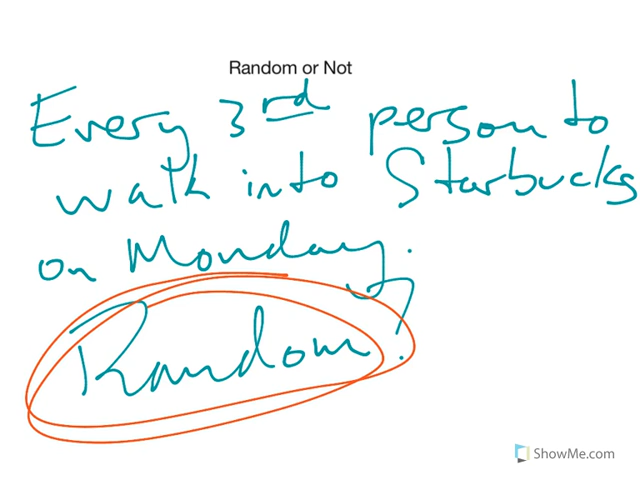 Random or Not
Every 3rd person to
walk into Starbucks
on Monday.
Random?
ShowMe.com